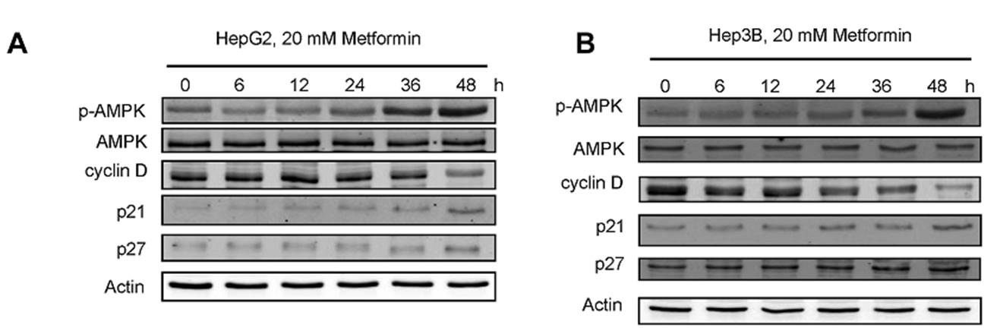 A
HepG2, 20 mM Metformin
0 6 12 24 36 48 h
p-AMPK
AMPK
cyclin D
p21
p27
Actin
B
Hep3B, 20 mM Metformin
0 6 12 24 36 48 h
p-AMPK
AMPK
cyclin D
p21
p27
Actin